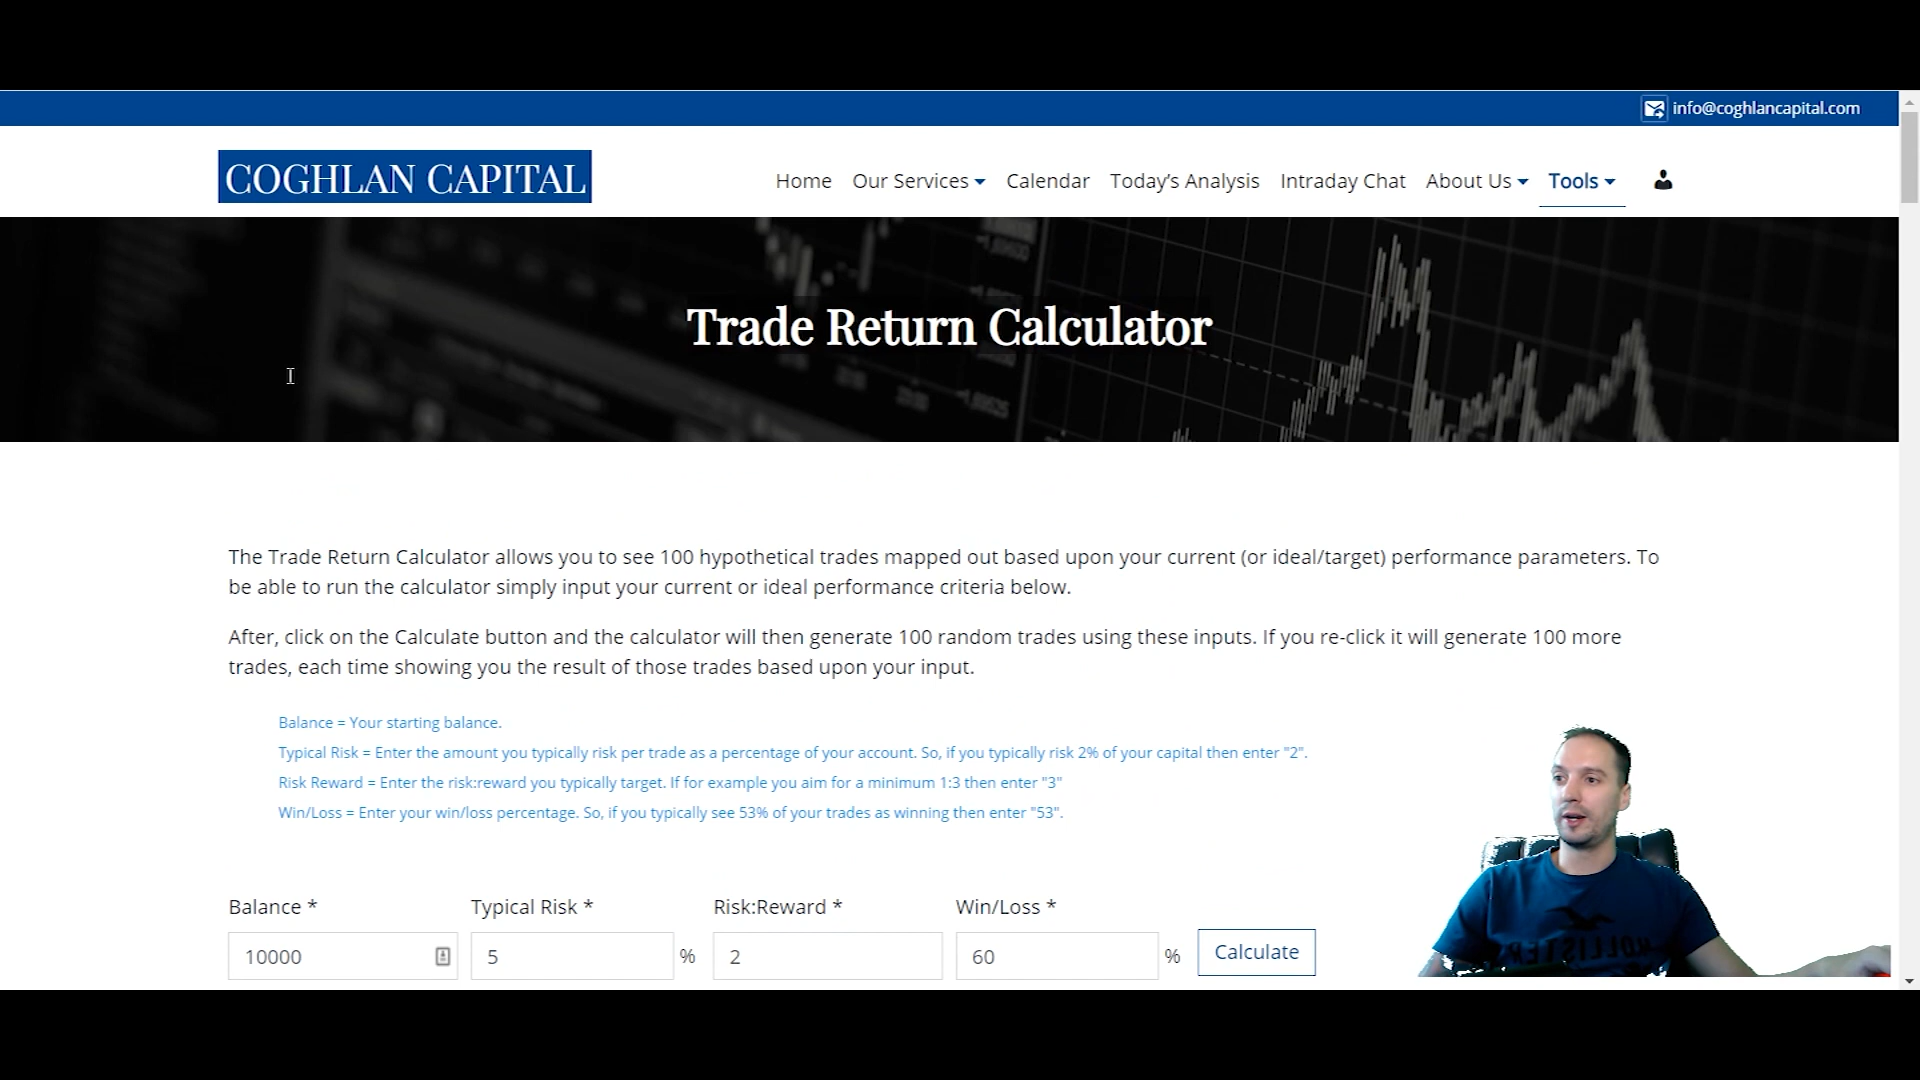 info@coghlancapital.com
COGHLAN CAPITAL
Home Our Services Calendar Today’s Analysis Intraday Chat About Us Tools
Trade Return Calculator
The Trade Return Calculator allows you to see 100 hypothetical trades mapped out based upon your current (or ideal/target) performance parameters. To
be able to run the calculator simply input your current or ideal performance criteria below.
After, click on the Calculate button and the calculator will then generate 100 random trades using these inputs. If you re-click it will generate 100 more
trades, each time showing you the result of those trades based upon your input.
Balance = Your starting balance.
Typical Risk = Enter the amount you typically risk per trade as a percentage of your account. So, if you typically risk 2% of your capital then enter "2".
Risk Reward = Enter the risk:reward you typically target. If for example you aim for a minimum 1:3 then enter "3"
Win/Loss = Enter your win/loss percentage. So, if you typically see 53% of your trades as winning then enter "53".
Balance * Typical Risk * Risk:Reward * Win/Loss *
10000 5 % 2 60 % Calculate
HOLLISTER